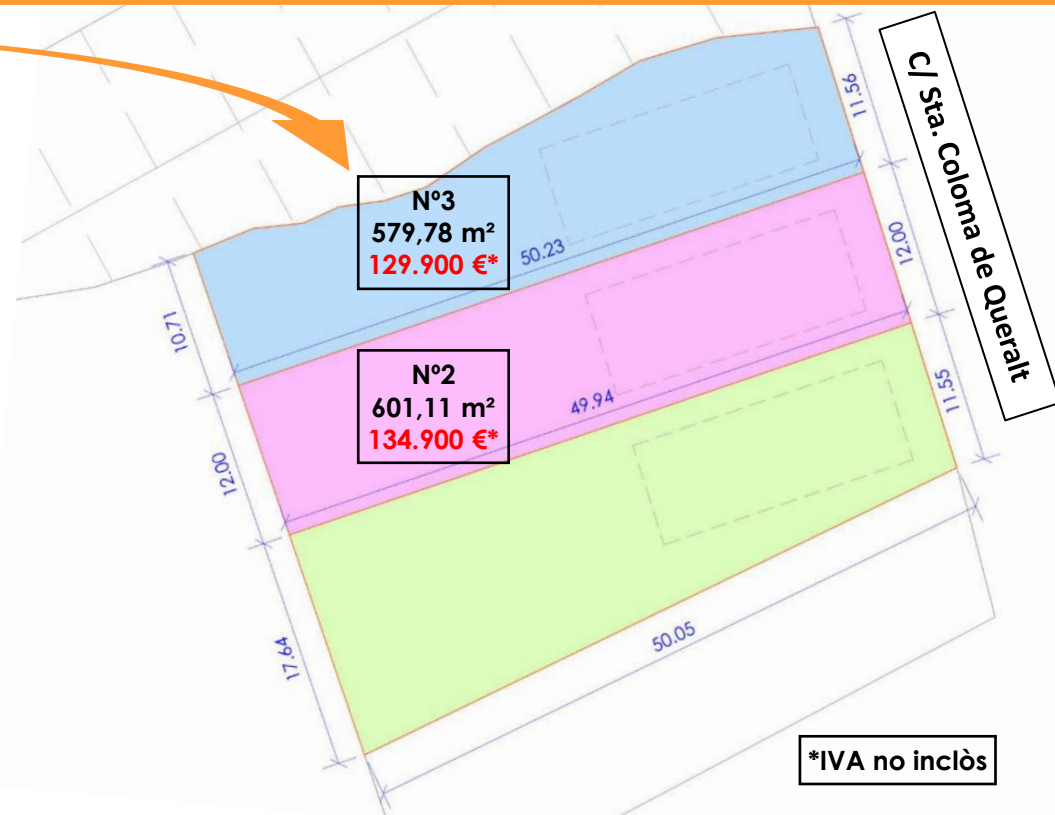 C/ Sta. Coloma de Queralt
11.56
Nº3
579,78 m²
129.900 €*
50.23
12.00
10.71
Nº2
601,11 m²
134.900 €*
49.94
11.55
12.00
17.64
50.05
*IVA no inclòs